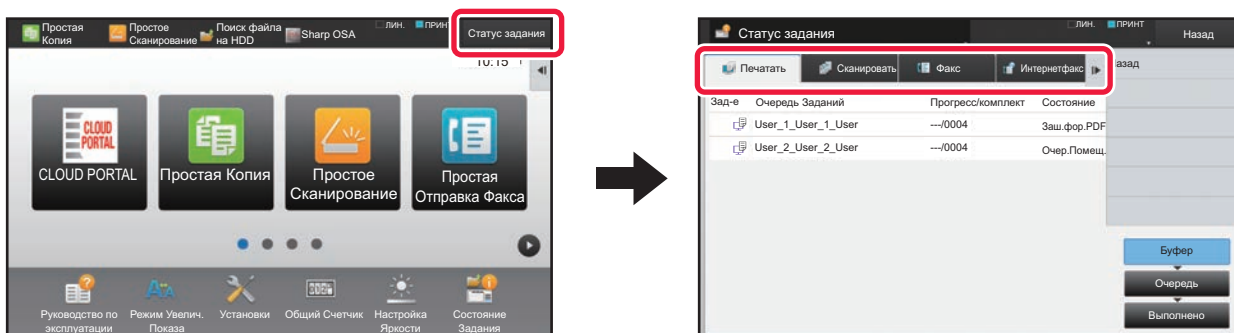 Простая
Копия
Простое
Сканирование
Поиск файла
на HDD
Sharp OSA
ЛИН.
ПРИНТ
Статус задания
10:15
CLOUD
PORTAL
CLOUD PORTAL
Простая Копия
Простое
Сканирование
Простая
Отправка Факса
Руководство по
эксплуатации
Режим Увелич.
Показа
Установки
Общий Счетчик
Настройка
Яркости
Состояние
Задания
Статус задания
ЛИН.
ПРИНТ
Назад
Печатать
Сканировать
Факс
Интернетфакс
Зад-е
Очередь Заданий
Прогресс/комплект
Состояние
User_1_User_1_User
---/0004
Заш.фор.PDF
User_2_User_2_User
---/0004
Очер.Помещ.
Буфер
Очередь
Выполнено